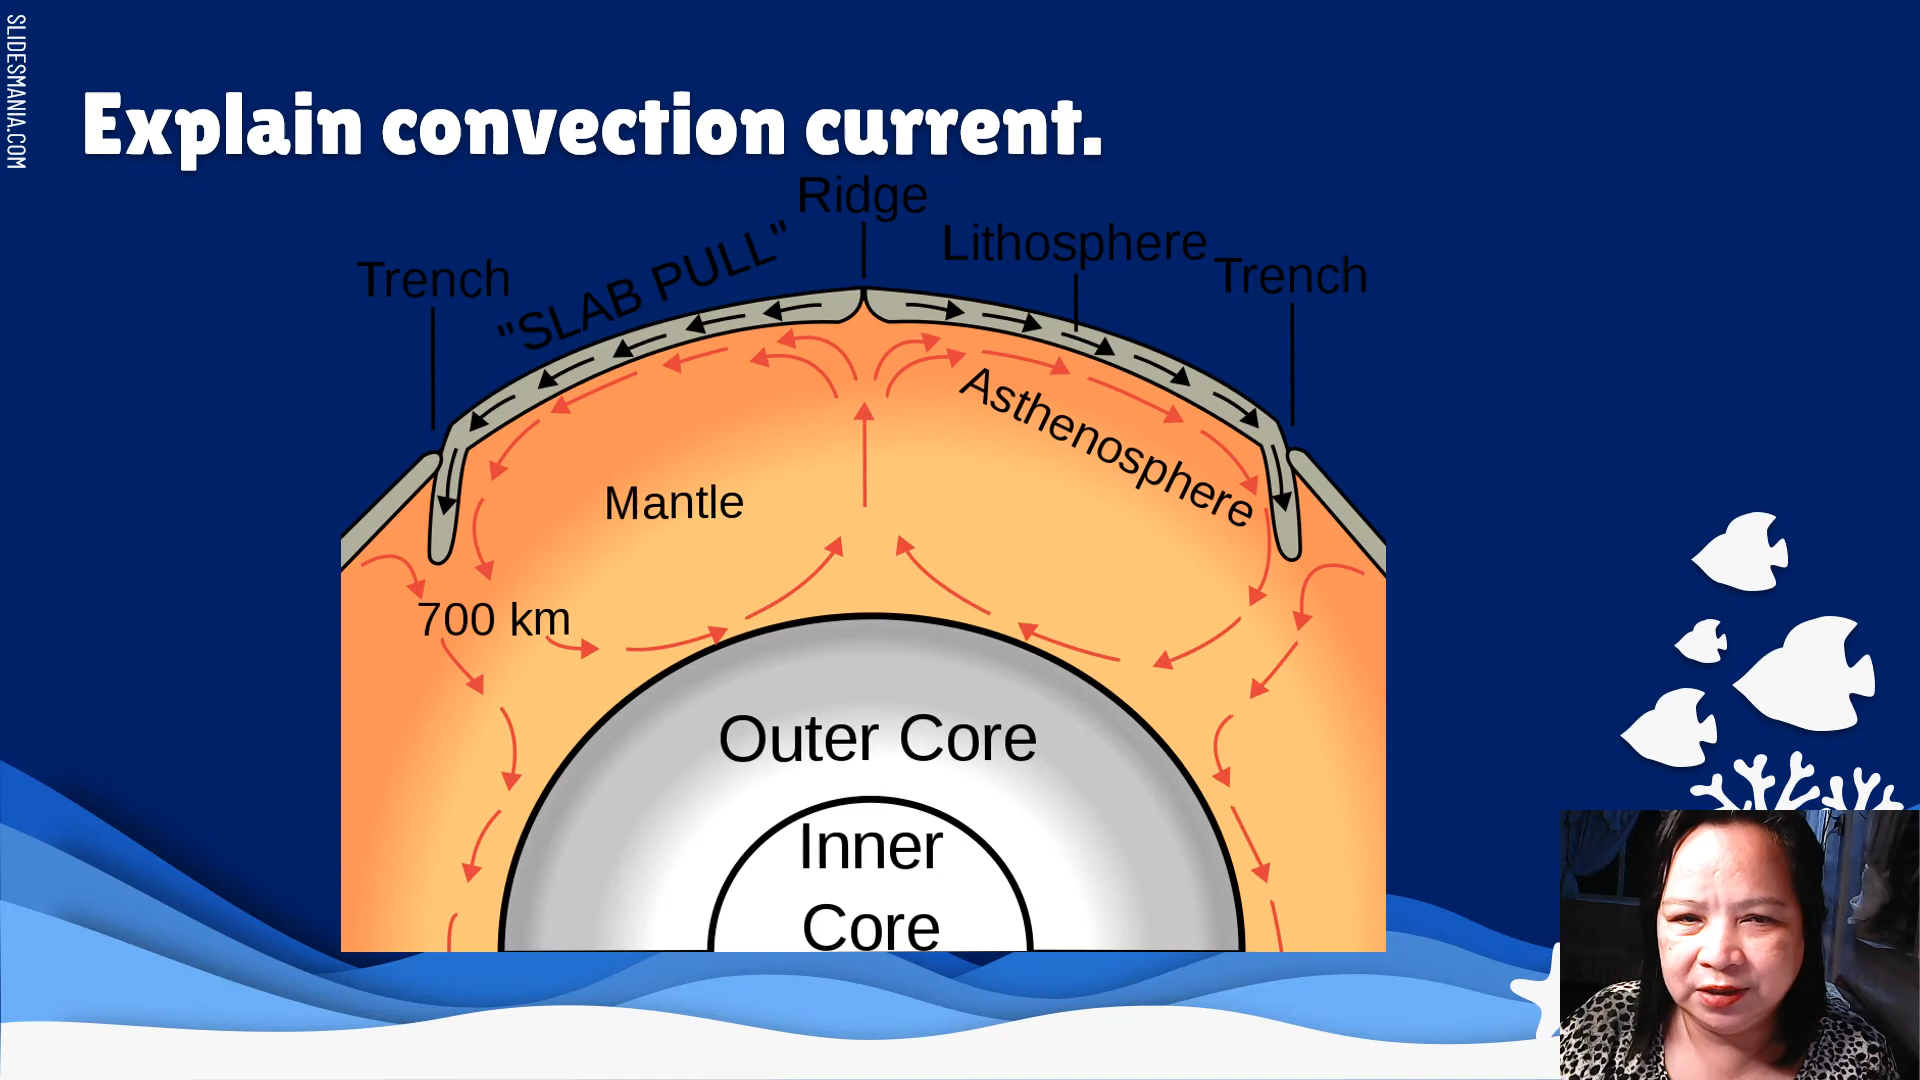 SLIDESMANIA.COM
Explain convection current.
Ridge
Lithosphere
Trench
"SLAB PULL"
Trench
Asthenosphere
Mantle
700 km
Outer Core
Inner
Core